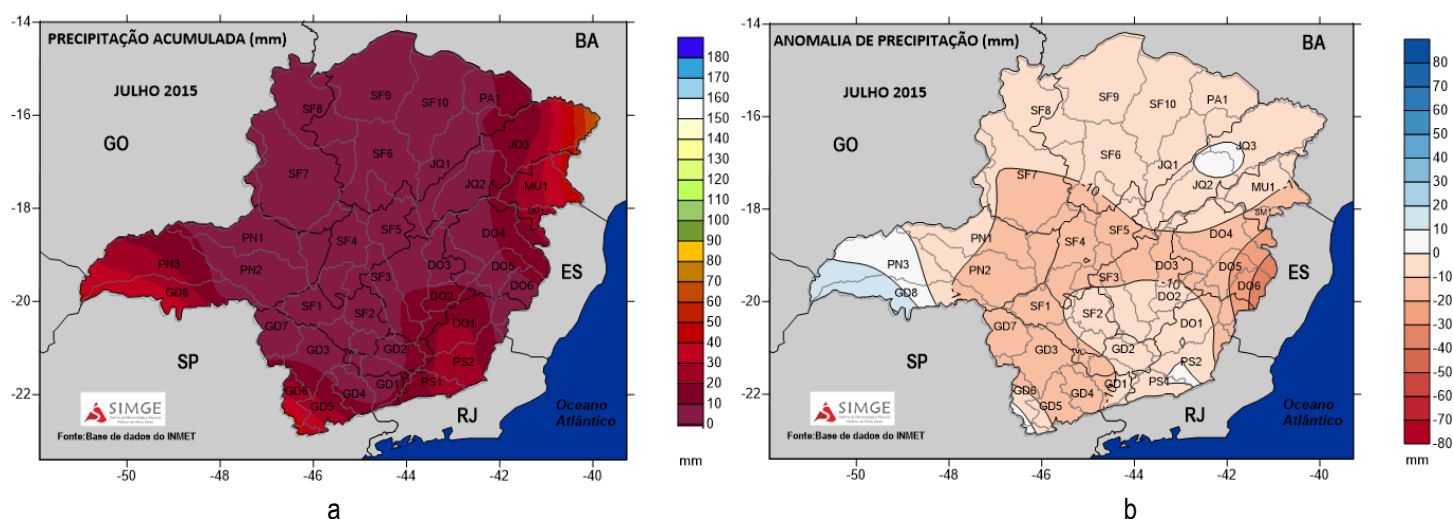 PRECIPITAÇÃO ACUMULADA (mm)
BA
JULHO 2015
GO
SF9
SF10
PA1
SF8
JQ3
SF6
JQ1
SF7
JQ2
MU1
SM1
PN1
SF4
SF5
DO4
PN3
PN2
SF3
DO3
DO5
ES
GD8
DO6
DO2
SF1
SF2
DO1
GD7
GD3
GD2
SP
PS2
GD6
GD1
PS1
GD4
GD5
RJ
SIMGE
Fonte:Base de dados do INMET
Oceano
Atlântico
-14
-16
-18
-20
-22
-50
-48
-46
-44
-42
-40
180
170
160
150
140
130
120
110
100
90
80
70
60
50
40
30
20
10
0
mm
a
ANOMALIA DE PRECIPITAÇÃO (mm)
BA
JULHO 2015
GO
SF9
SF10
PA1
SF8
JQ3
SF6
JQ1
SF7
-10
JQ2
MU1
SM1
PN1
SF4
SF5
DO4
PN3
PN2
SF3
DO3
DO5
ES
GD8
-10
DO6
DO2
SF1
SF2
DO1
GD7
GD3
GD2
SP
PS2
GD6
GD1
PS1
GD4
GD5
RJ
SIMGE
Fonte:Base de dados do INMET
Oceano
Atlântico
-14
-16
-18
-20
-22
-50
-48
-46
-44
-42
-40
80
70
60
50
40
30
20
10
-0
-10
-20
-30
-40
-50
-60
-70
-80
mm
b